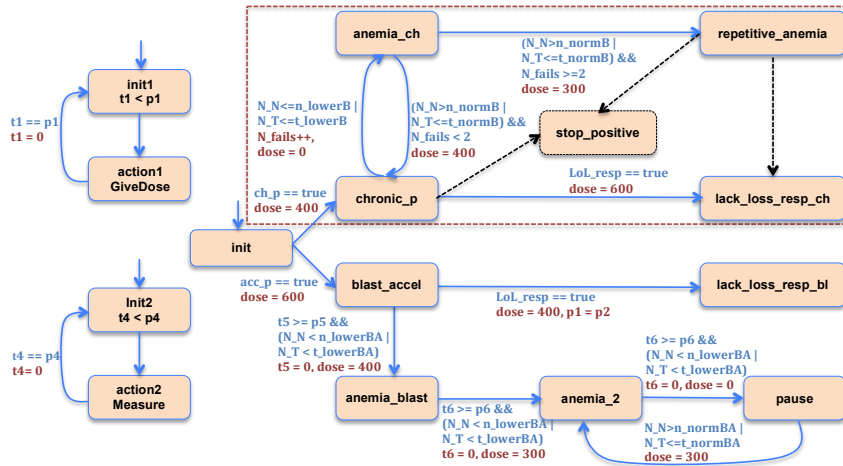 init1
t1 < p1
t1 == p1
t1 = 0
action1
GiveDose
Init2
t4 < p4
t4 == p4
t4= 0
action2
Measure
anemia_ch
(N_N>n_normB |
N_T<=t_normB) &&
N_fails >=2
dose = 300
repetitive_anemia
N_N<=n_lowerB |
N_T<=t_lowerB
N_fails++,
dose = 0
(N_N>n_normB |
N_T<=t_normB) &&
N_fails < 2
dose = 400
stop_positive
ch_p == true
dose = 400
chronic_p
LoL_resp == true
dose = 600
lack_loss_resp_ch
init
acc_p == true
dose = 600
blast_accel
LoL_resp == true
dose = 400, p1 = p2
lack_loss_resp_bl
t5 >= p5 &&
(N_N < n_lowerBA |
N_T < t_lowerBA)
t5 = 0, dose = 400
t6 >= p6 &&
(N_N < n_lowerBA |
N_T < t_lowerBA)
t6 = 0, dose = 0
anemia_blast
t6 >= p6 &&
(N_N < n_lowerBA |
N_T < t_lowerBA)
t6 = 0, dose = 300
anemia_2
pause
N_N>n_normBA |
N_T<=t_normBA
dose = 300